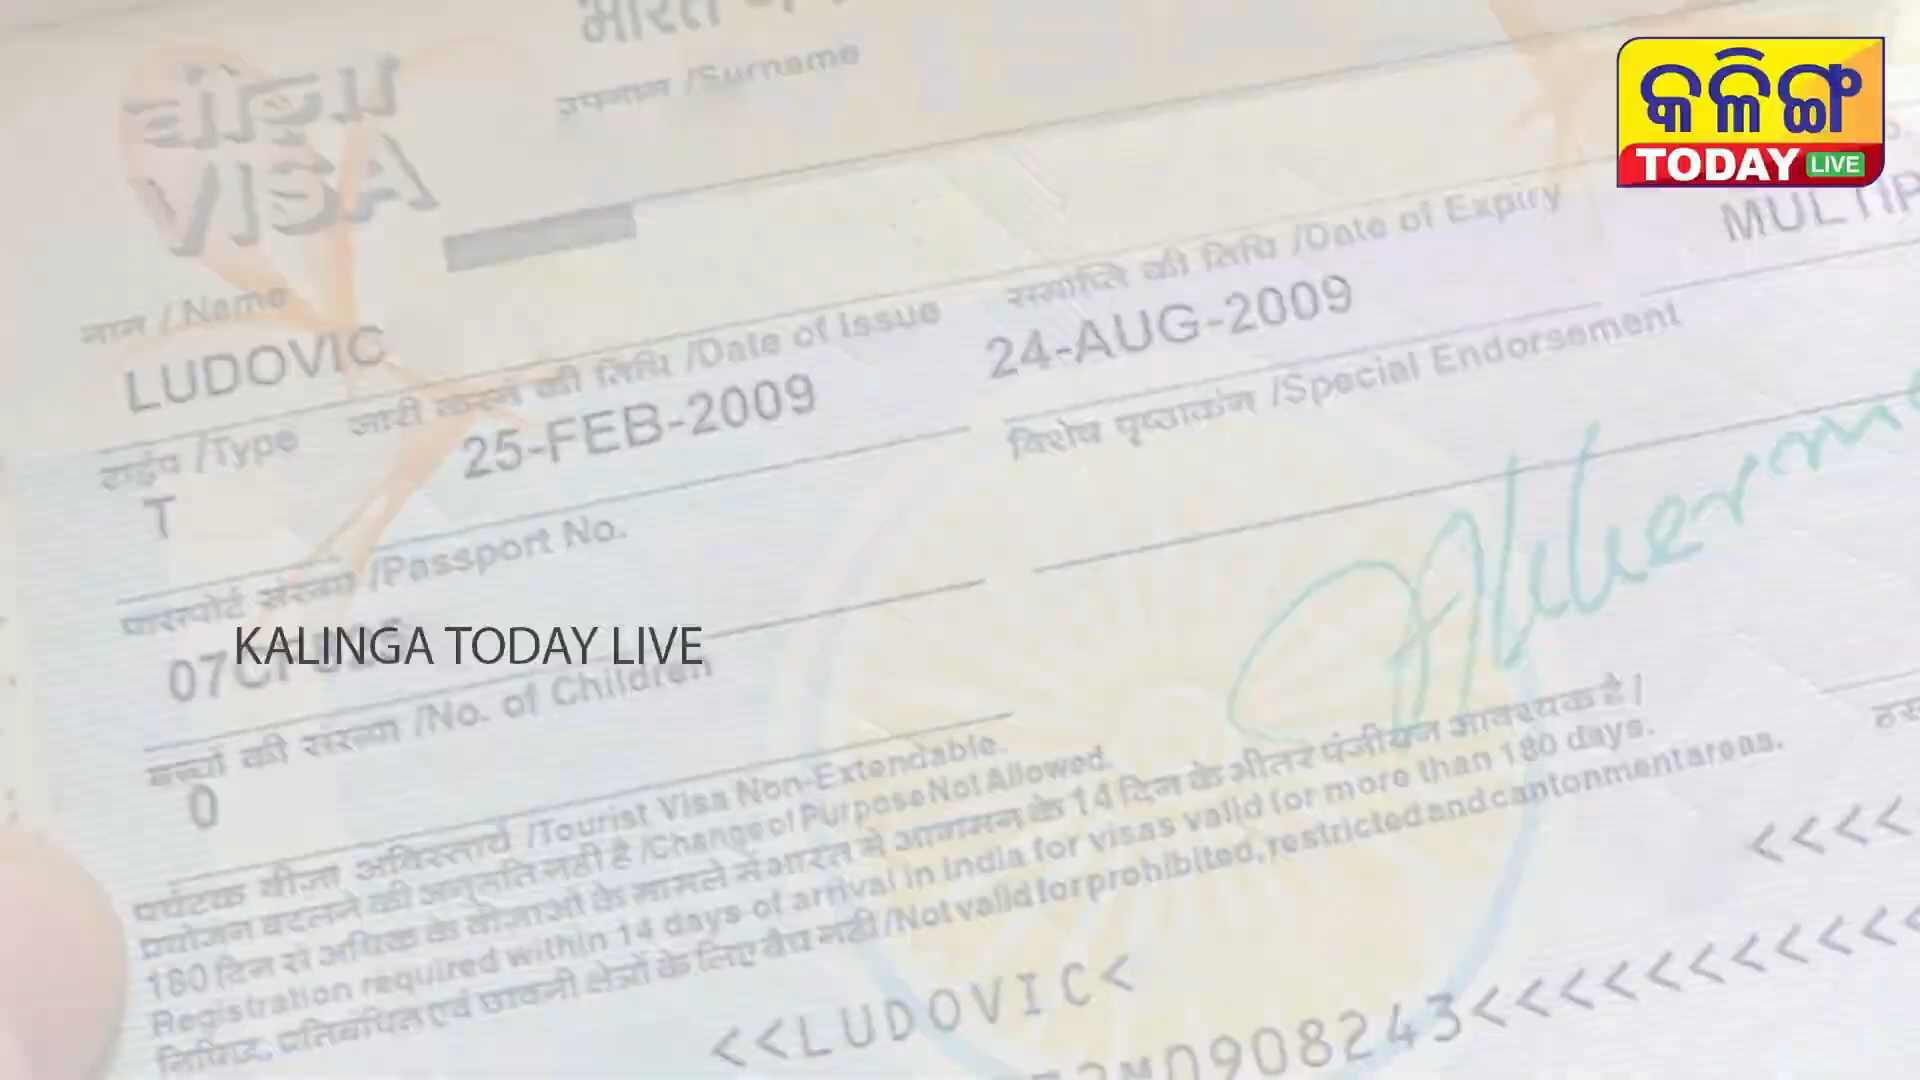 भारत
उपनाम /Surname
वीज़ा
VISA
କଳିଙ୍ଗ
TODAY LIVE
नाम / Name
LUDOVIC
टाईप /Type
T
जारी करने की तिथि /Date of Issue
25-FEB-2009
समाप्ति की तिथि /Date of Expiry
24-AUG-2009
विशेष पृष्ठांकन /Special Endorsement
पासपोर्ट संख्या /Passport No.
KALINGA TODAY LIVE
बच्चों की संख्या /No. of Children
0
पर्यटक वीजा अविस्तार्य /Tourist Visa Non-Extendable.
प्रयोजन बदलने की अनुमति नहीं है /Change of Purpose Not Allowed.
180 दिन से अधिक के वीज़ाओं के मामले में भारत में आगमन के 14 दिन के भीतर पंजीयन आवश्यक है |
Registration required within 14 days of arrival in India for visas valid for more than 180 days.
निषिद्ध, प्रतिबंधित एवं छावनी क्षेत्रों के लिए वैध नहीं /Not valid for prohibited, restricted and cantonment areas.
<<<<
<<LUDOVIC<
0908243<<<<<<<<<<<